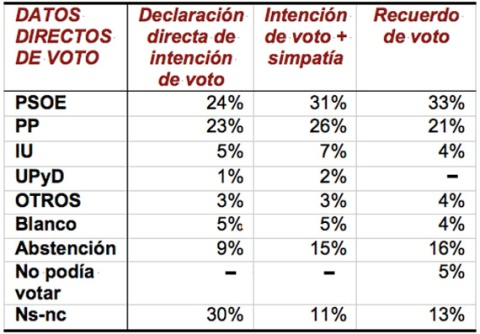 DATOS DIRECTOS DE VOTO | Declaración directa de intención de voto | Intención de voto + simpatía | Recuerdo de voto
PSOE 24% 31% 33%
PP 23% 26% 21%
IU 5% 7% 4%
UPyD 1% 2% –
OTROS 3% 3% 4%
Blanco 5% 5% 4%
Abstención 9% 15% 16%
No podía votar – – 5%
Ns-nc 30% 11% 13%